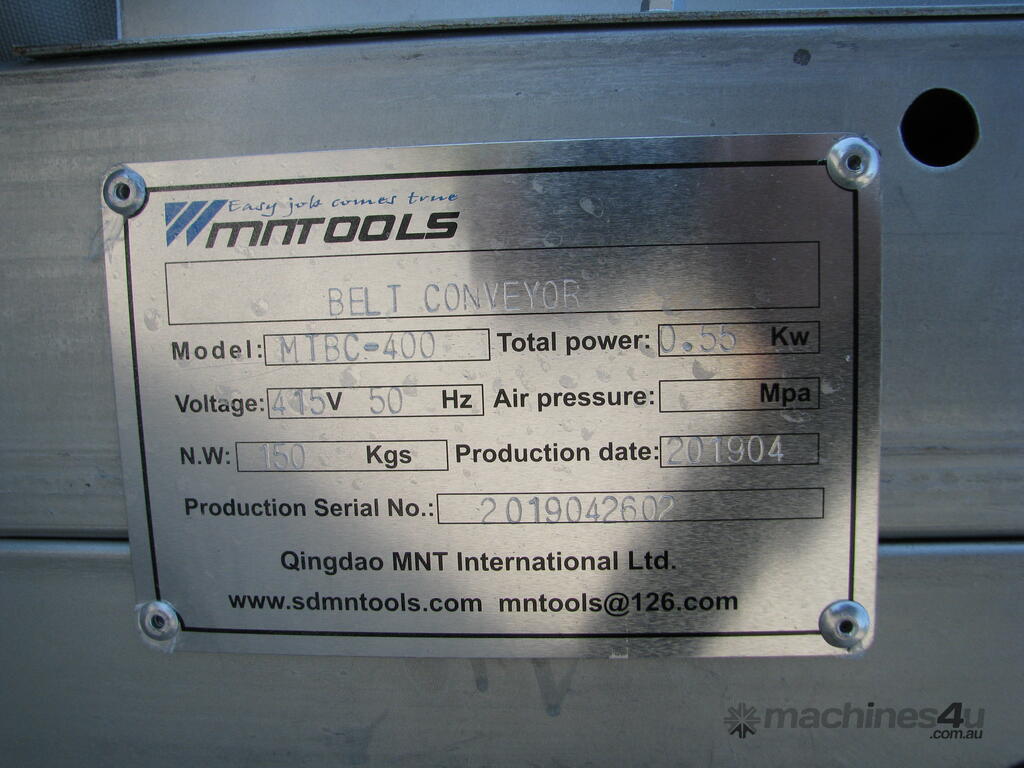 Easy job comes true
MNTOOLS
BELT CONVEYOR
Model: MTBC-400 Total power: 0.55 Kw
Voltage: 415V 50 Hz Air pressure: Mpa
N.W: 150 Kgs Production date: 201904
Production Serial No.: 2019042602
Qingdao MNT International Ltd.
www.sdmntools.com mntools@126.com
machines4u
.com.au